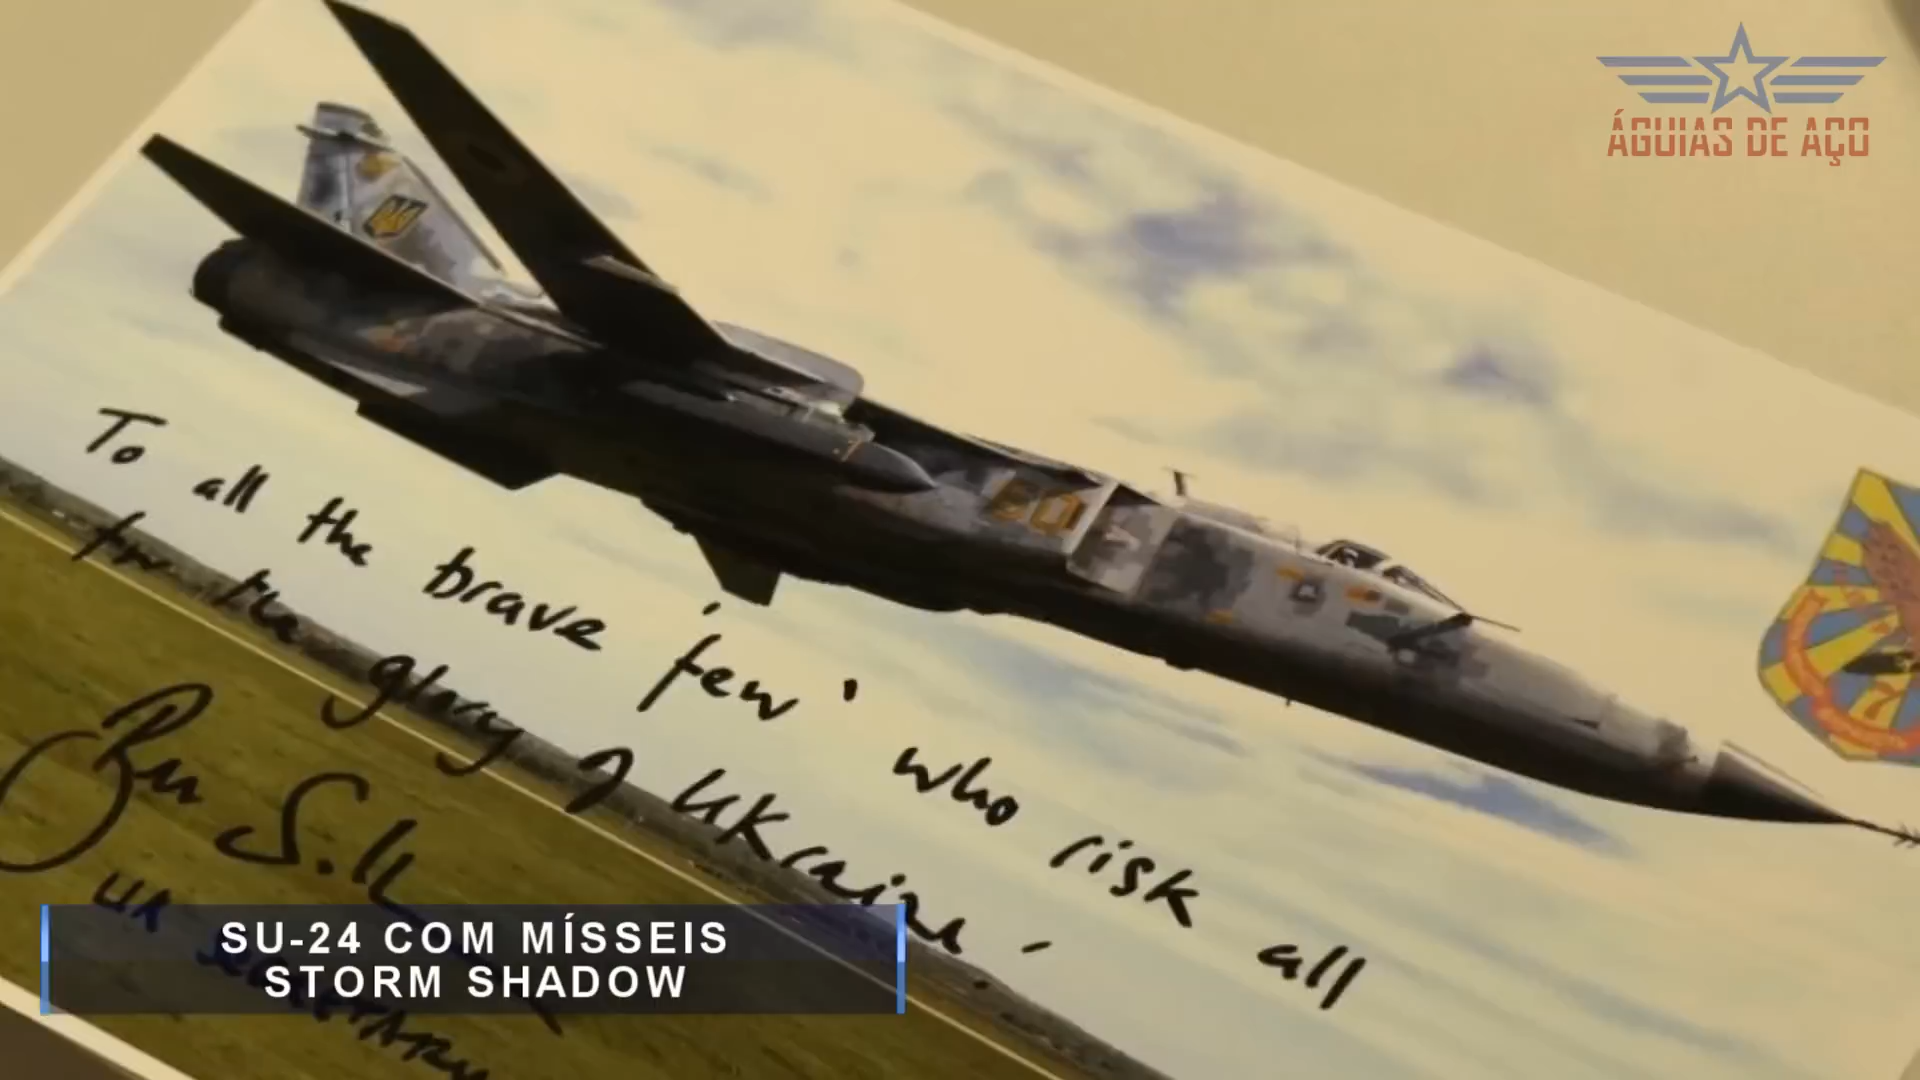 ÁGUIAS DE AÇO
60
To all the brave 'few' who risk all
for the glory of Ukraine!
Ben
SU-24 COM MÍSSEIS
STORM SHADOW